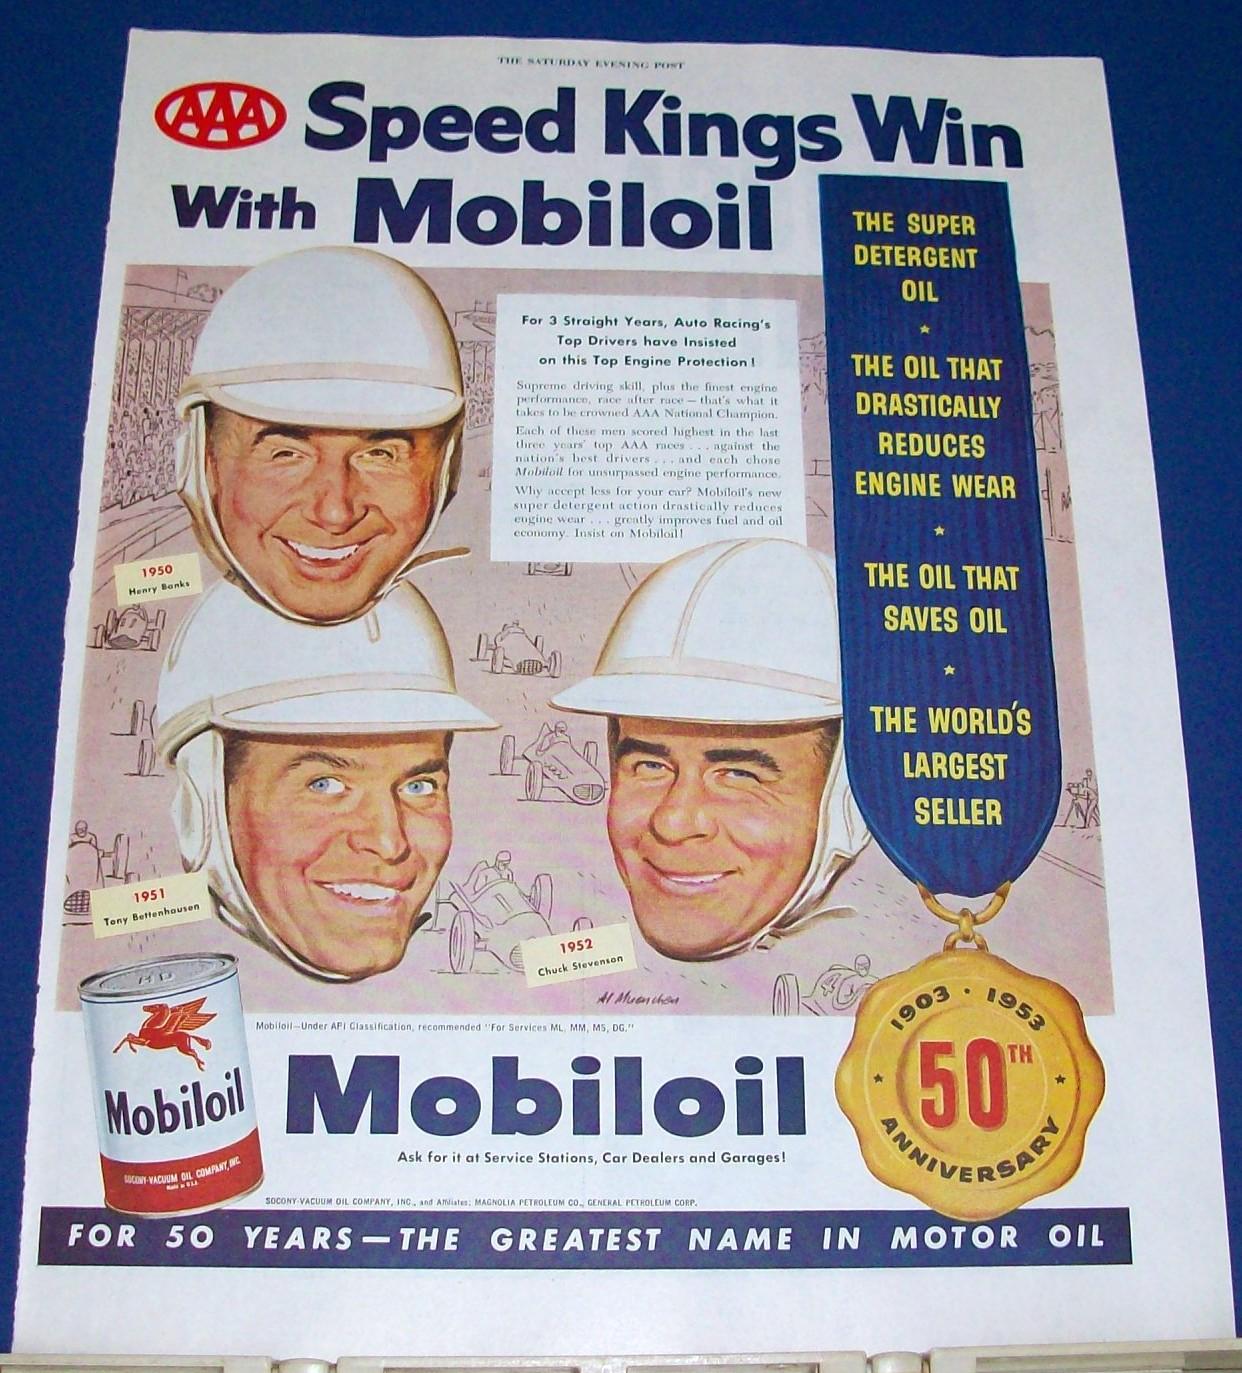 THE SATURDAY EVENING POST
AAA Speed Kings Win
With Mobiloil
THE SUPER
DETERGENT
OIL
THE OIL THAT
DRASTICALLY
REDUCES
ENGINE WEAR
THE OIL THAT
SAVES OIL
THE WORLD'S
LARGEST
SELLER
For 3 Straight Years, Auto Racing's
Top Drivers have Insisted
on this Top Engine Protection!
Supreme driving skill, plus the finest engine
performance, race after race — that's what it
takes to be crowned AAA National Champion.
Each of these men scored highest in the last
three years' top AAA races . . . against the
nation's best drivers . . . and each chose
Mobiloil for unsurpassed engine performance.
Why accept less for your car? Mobiloil's new
super detergent action drastically reduces
engine wear . . . greatly improves fuel and oil
economy. Insist on Mobiloil!
1950
Henry Banks
1951
Tony Bettenhausen
1952
Chuck Stevenson
Al Muenchen
4
1903 · 1953
50TH
ANNIVERSARY
Mobiloil—Under API Classification, recommended "For Services ML, MM, MS, DG."
HD
Mobiloil
SOCONY-VACUUM OIL COMPANY, INC.
Made in U.S.A.
Mobiloil
Ask for it at Service Stations, Car Dealers and Garages!
SOCONY-VACUUM OIL COMPANY, INC., and Affiliates: MAGNOLIA PETROLEUM CO., GENERAL PETROLEUM CORP.
FOR 50 YEARS—THE GREATEST NAME IN MOTOR OIL